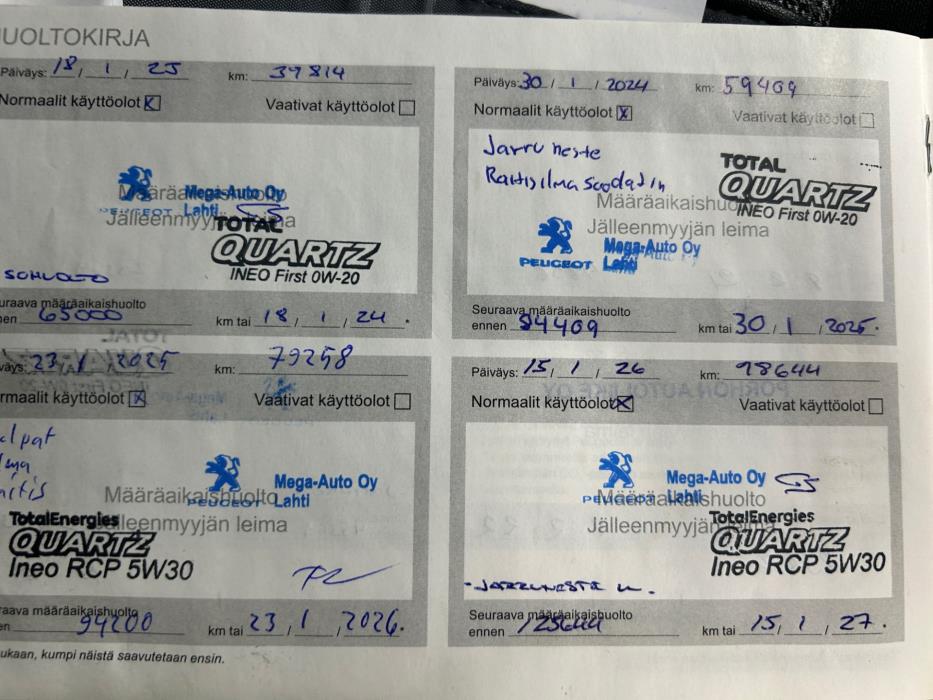 HUOLTOKIRJA
Päiväys: 18 / 1 / 23 km: 39814
Normaalit käyttöolot Vaativat käyttöolot
Määräaikaishuolto
Mega-Auto Oy
PEUGEOT Lahti
Jälleenmyyjän leima
TOTAL
QUARTZ
INEO First 0W-20
Seuraava määräaikaishuolto
ennen 65000 km tai 18 / 1 / 24.
Päiväys: 30 / 1 / 2024 km: 59409
Normaalit käyttöolot x Vaativat käyttöolot
Jarru neste
Raitisilma suodatin
TOTAL
QUARTZ
INEO First 0W-20
Määräaikaishuolto
Jälleenmyyjän leima
Mega-Auto Oy
PEUGEOT Lahti
Seuraava määräaikaishuolto
ennen 84409 km tai 30 / 1 / 2025.
Päiväys: 23 / 1 / 2025 km: 79258
Normaalit käyttöolot x Vaativat käyttöolot
Mega-Auto Oy
Määräaikaishuolto
PEUGEOT Lahti
Jälleenmyyjän leima
TotalEnergies
QUARTZ
Ineo RCP 5W30
Seuraava määräaikaishuolto
ennen 94200 km tai 23 / 1 / 2026.
Päiväys: 15 / 1 / 26 km: 98644
Normaalit käyttöolot x Vaativat käyttöolot
Mega-Auto Oy
Määräaikaishuolto
PEUGEOT Lahti
Jälleenmyyjän leima
TotalEnergies
QUARTZ
Ineo RCP 5W30
- JARRUNESTE
Seuraava määräaikaishuolto
ennen 123644 km tai 15 / 1 / 27.
mukaan, kumpi näistä saavutetaan ensin.